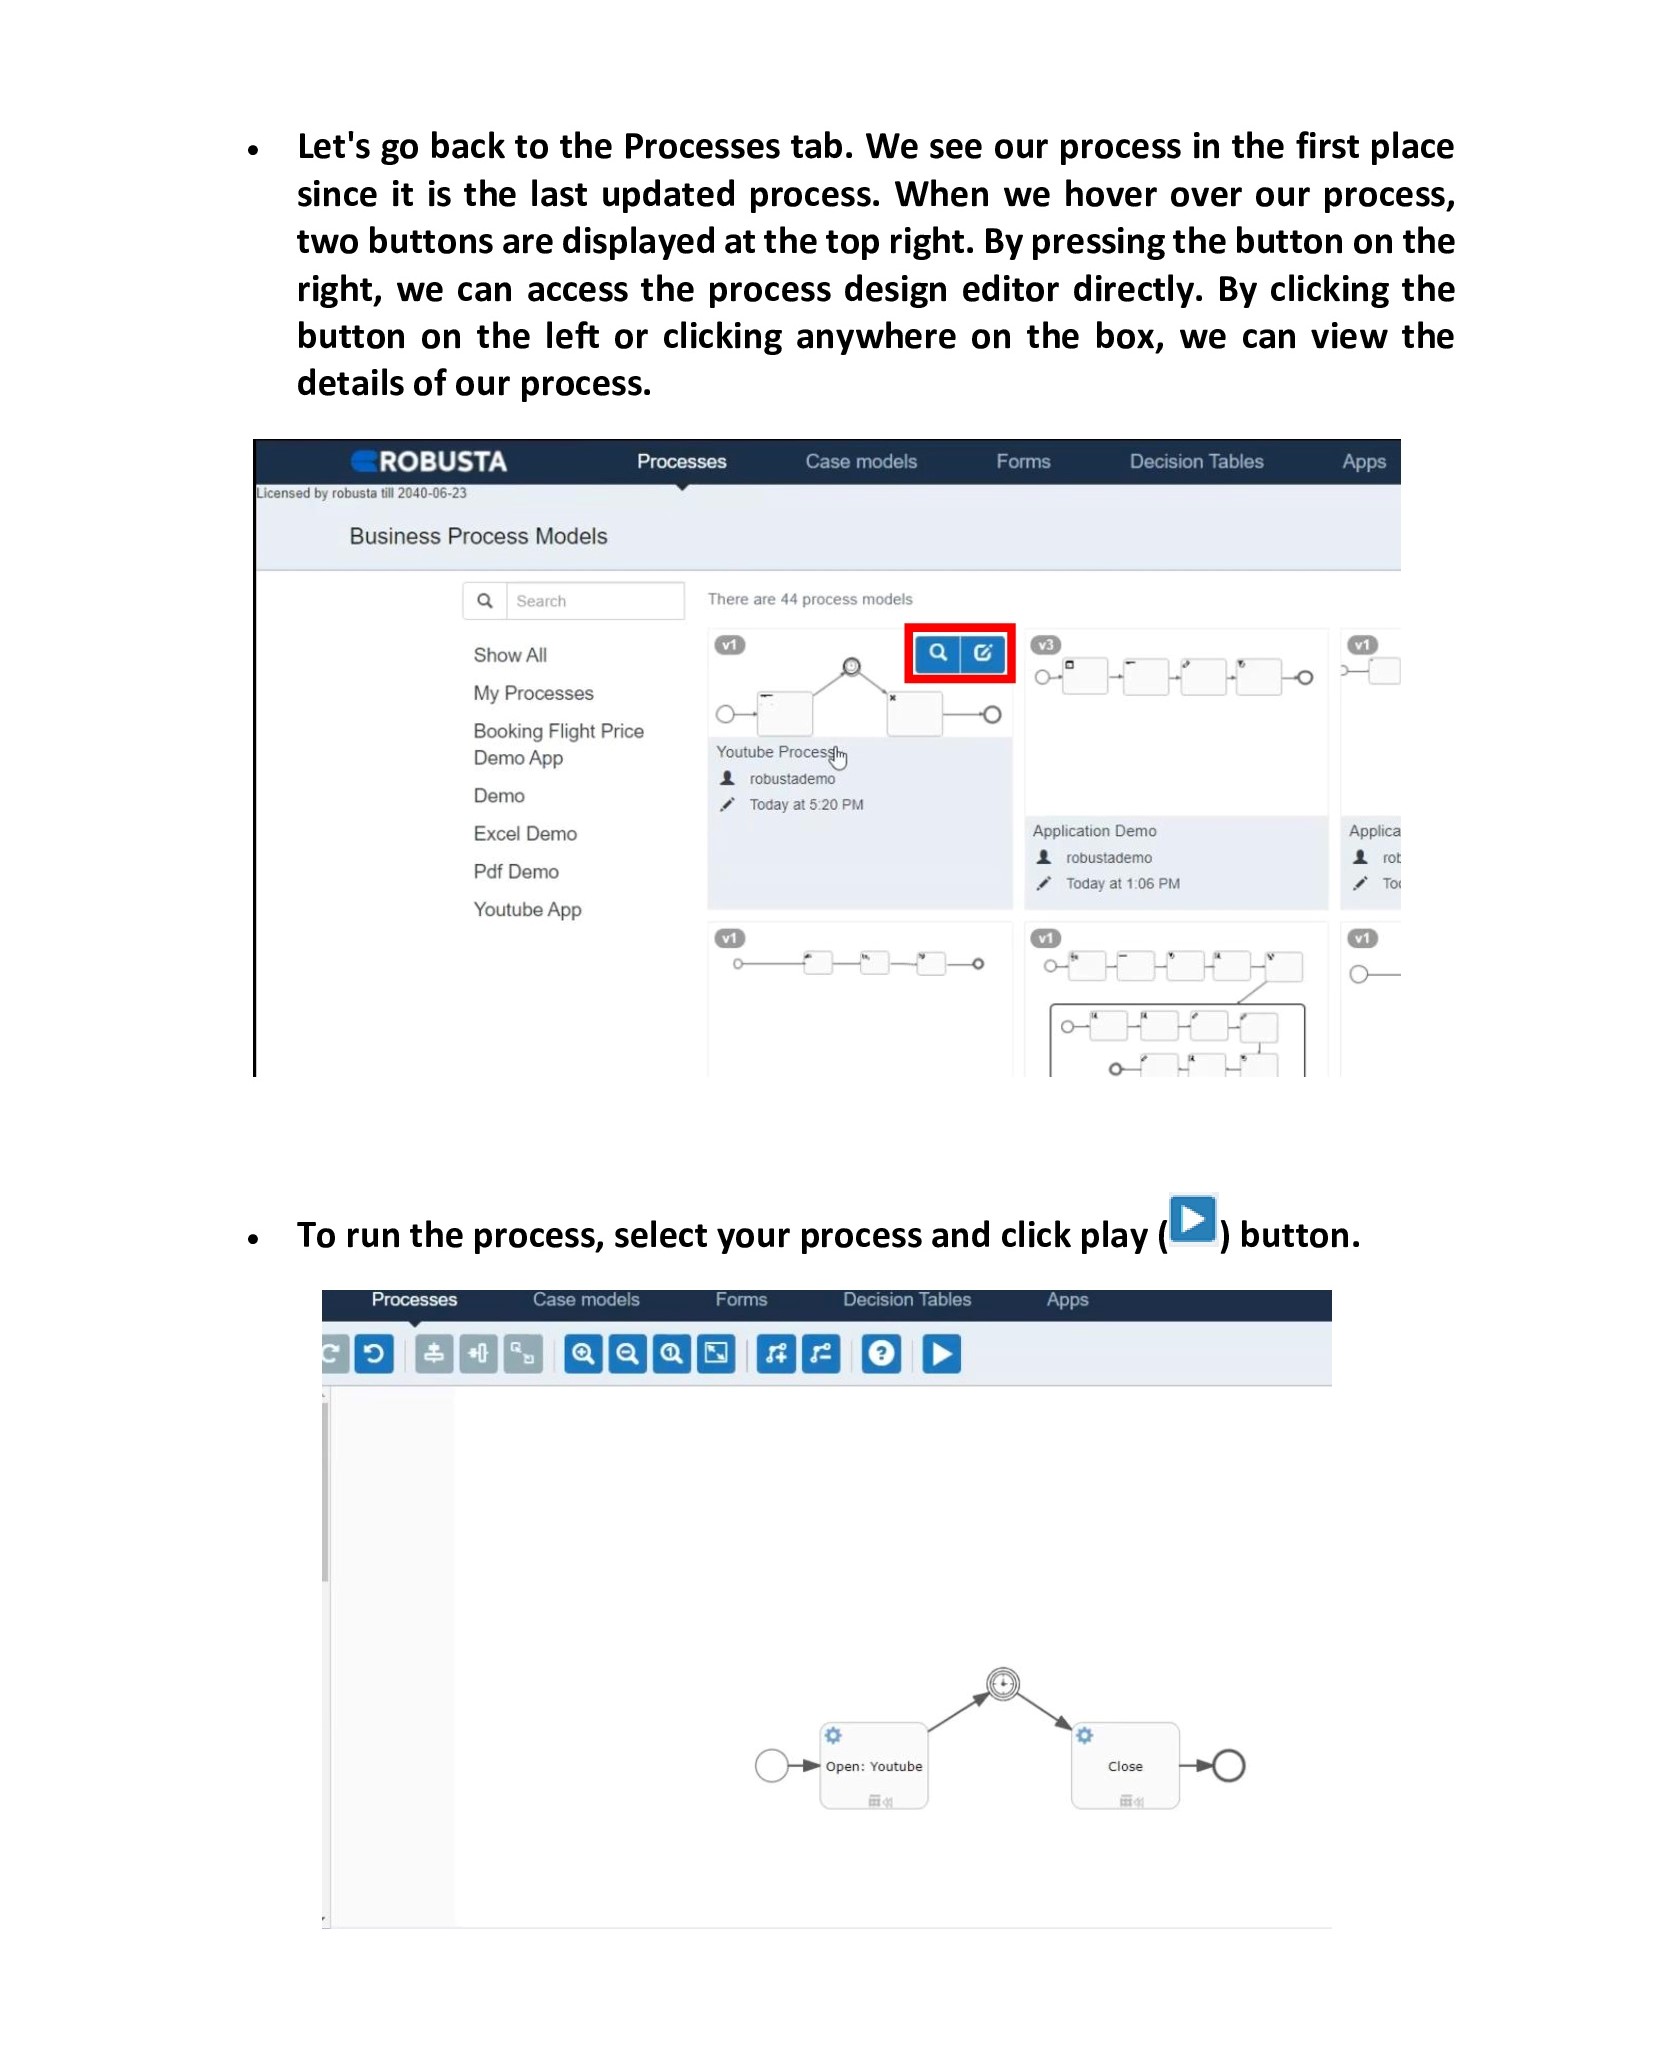 • Let's go back to the Processes tab. We see our process in the first place
since it is the last updated process. When we hover over our process,
two buttons are displayed at the top right. By pressing the button on the
right, we can access the process design editor directly. By clicking the
button on the left or clicking anywhere on the box, we can view the
details of our process.
ROBUSTA Processes Case models Forms Decision Tables Apps
Licensed by robusta till 2040-06-23
Business Process Models
Search There are 44 process models
v1 v3 v1
Show All
My Processes
Booking Flight Price
Demo App
Demo
Excel Demo
Pdf Demo
Youtube App
Youtube Process
robustademo
Today at 5:20 PM
Application Demo
robustademo
Today at 1:06 PM
Applica
rob
To
v1 v1 v1
• To run the process, select your process and click play ( ) button.
Processes Case models Forms Decision Tables Apps
Open: Youtube Close